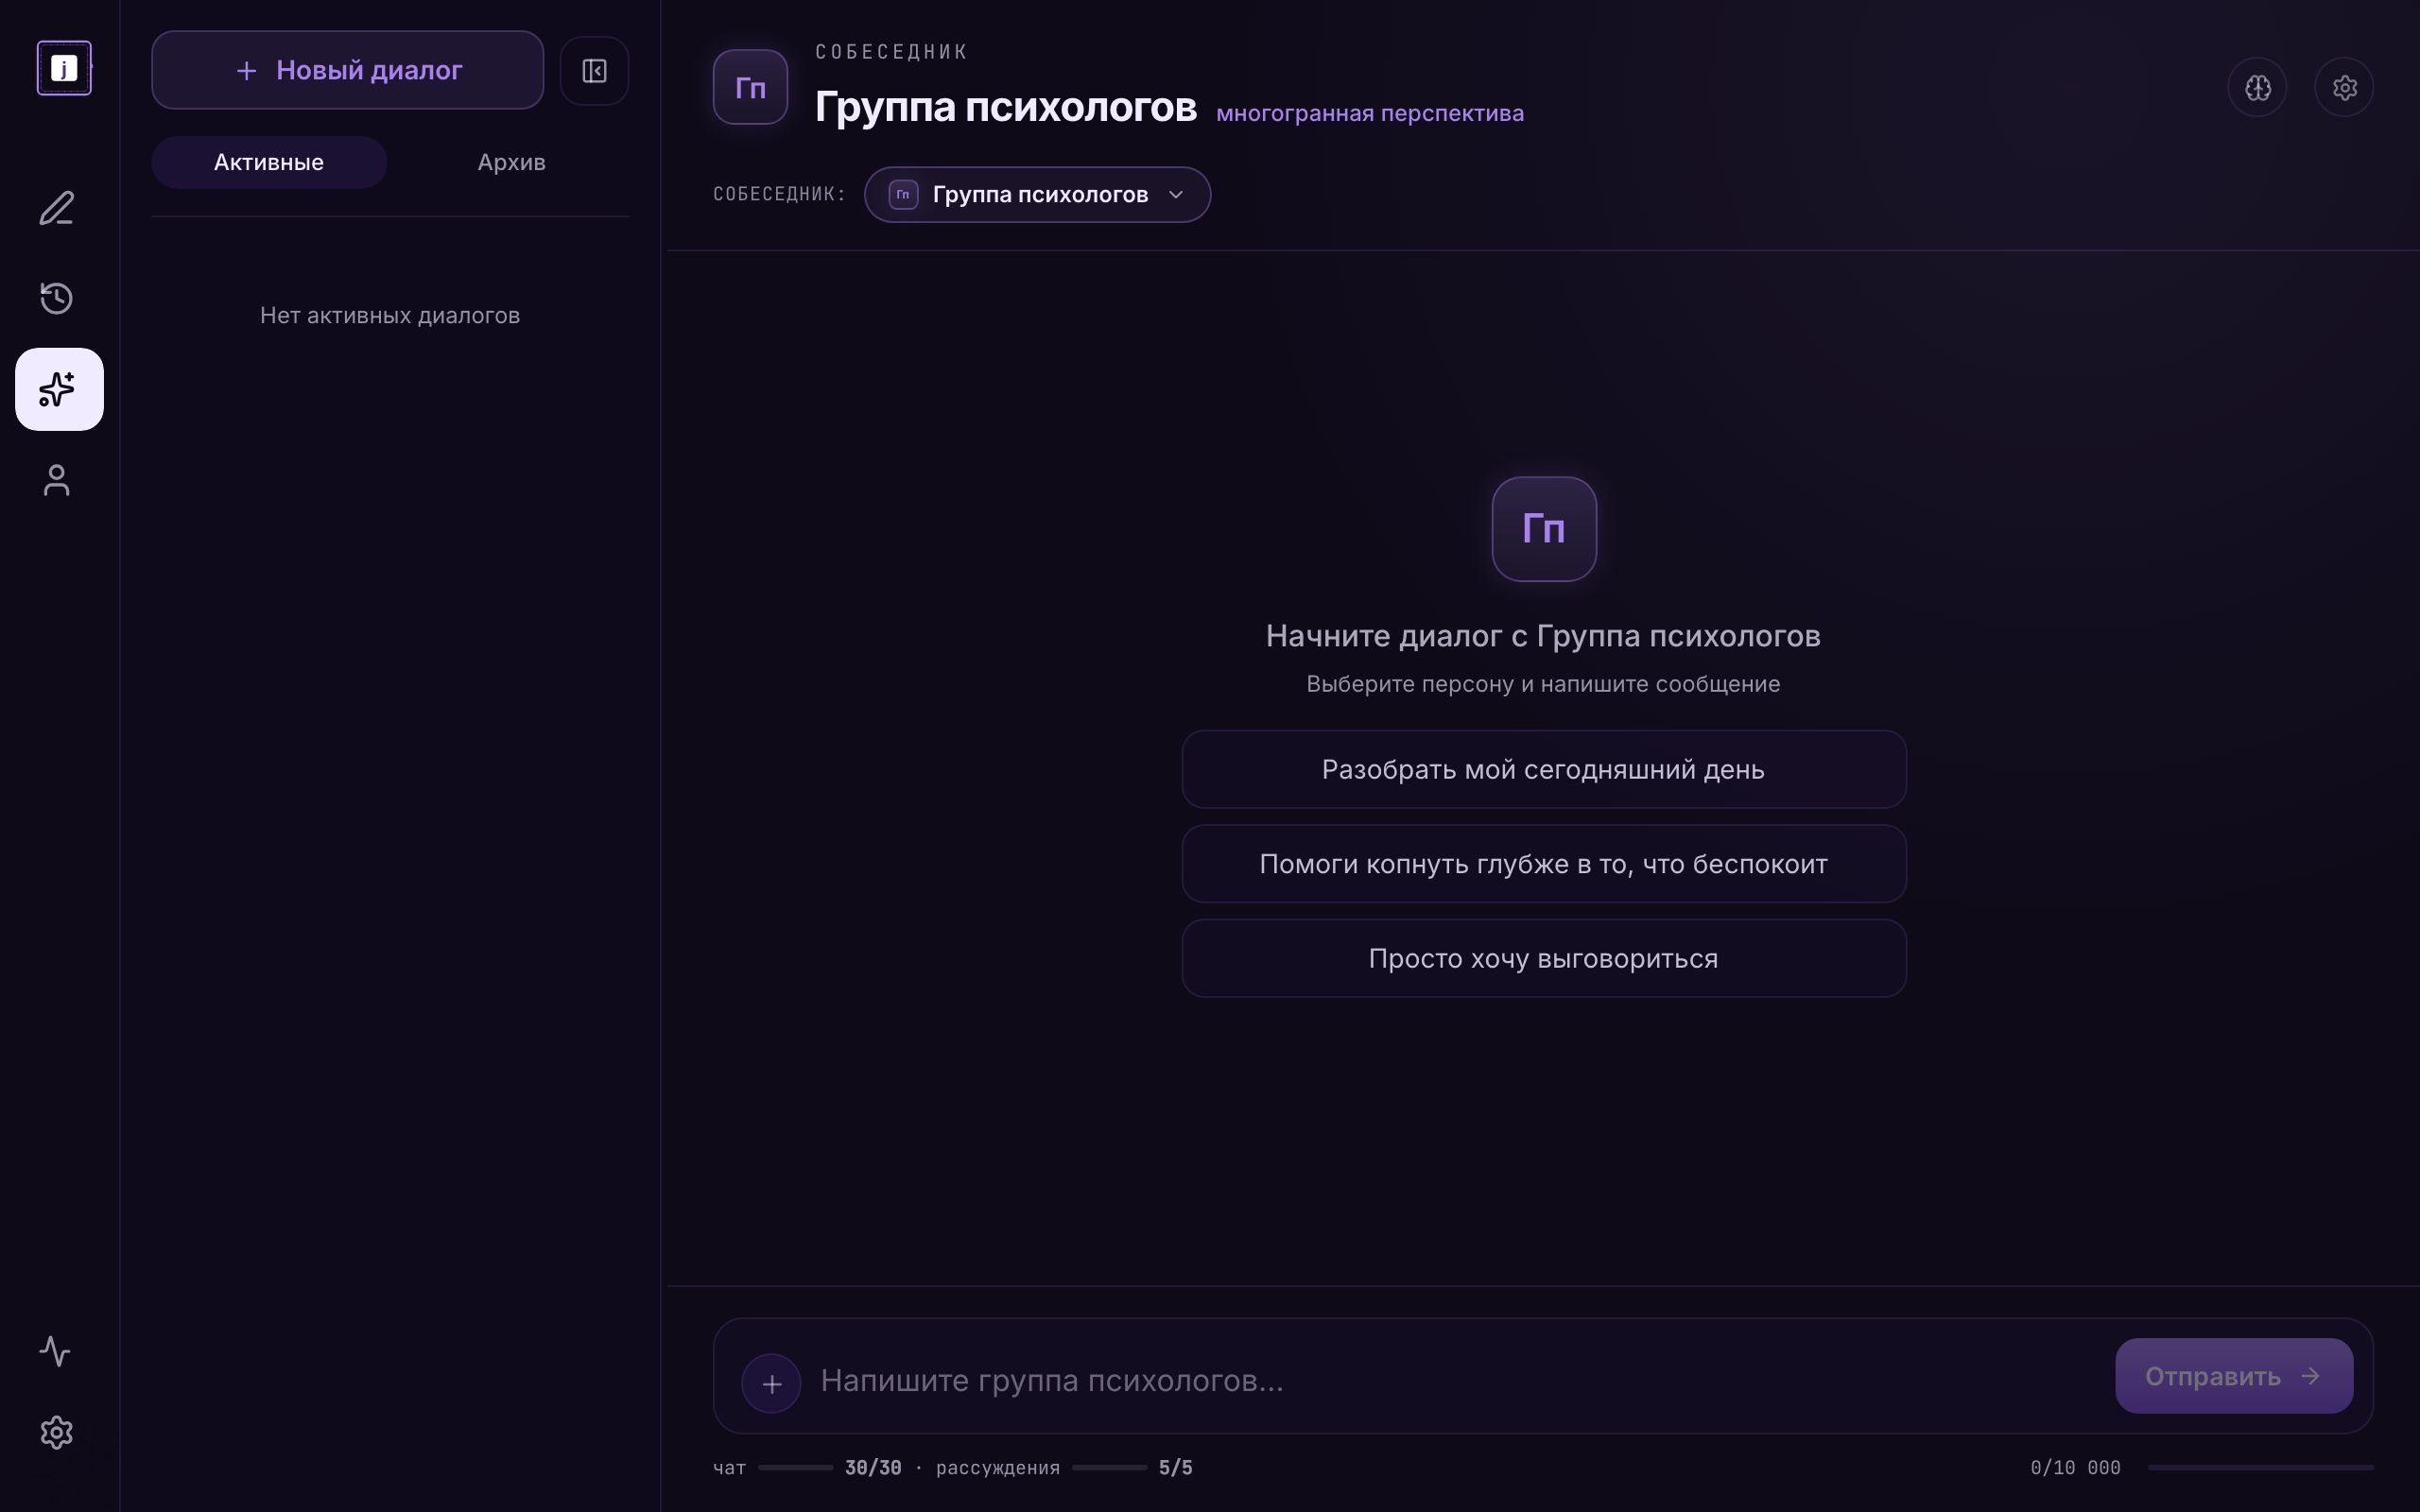 j
Новый диалог
Активные
Архив
Нет активных диалогов
Гп
СОБЕСЕДНИК
Группа психологов многогранная перспектива
СОБЕСЕДНИК: Гп Группа психологов
Гп
Начните диалог с Группа психологов
Выберите персону и напишите сообщение
Разобрать мой сегодняшний день
Помоги копнуть глубже в то, что беспокоит
Просто хочу выговориться
Напишите группа психологов...
Отправить →
чат 30/30 · рассуждения 5/5
0/10 000